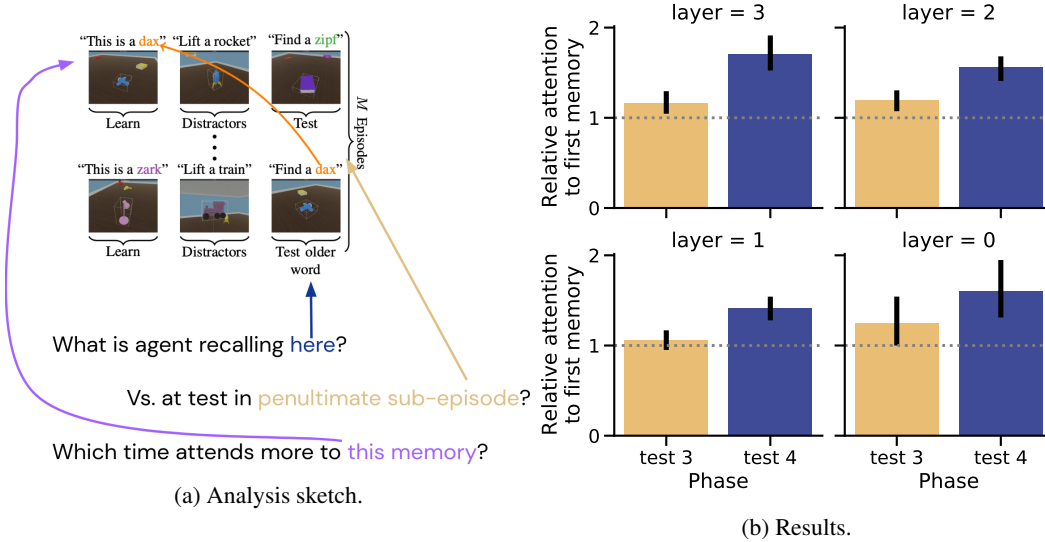 “This is a dax” “Lift a rocket” “Find a zipf”
Learn Distractors Test
M Episodes
“This is a zark” “Lift a train” “Find a dax”
Learn Distractors Test older
word
What is agent recalling here?
Vs. at test in penultimate sub-episode?
Which time attends more to this memory?
(a) Analysis sketch.
layer = 3 layer = 2
Relative attention
to first memory
2
1
0
layer = 1 layer = 0
Relative attention
to first memory
2
1
0
test 3 test 4 test 3 test 4
Phase Phase
(b) Results.